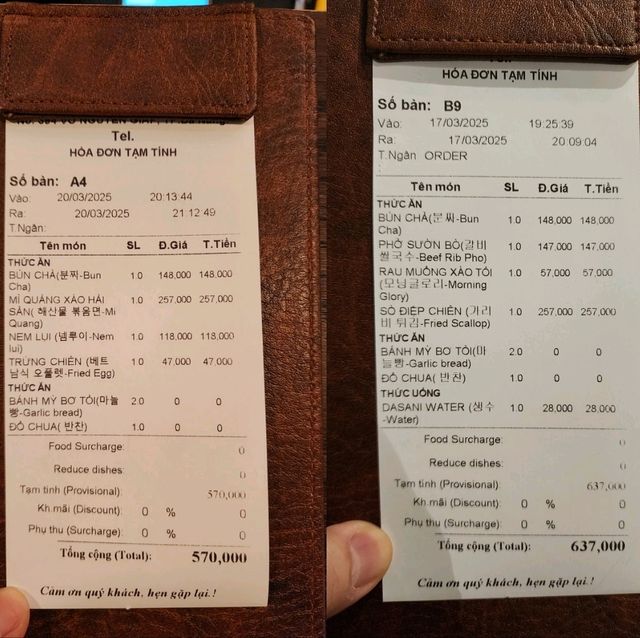 Tel.
HÓA ĐƠN TẠM TÍNH
Số bàn: A4
Vào: 20/03/2025 20:13:44
Ra: 20/03/2025 21:12:49
T.Ngân:
Tên món SL Đ.Giá T.Tiền
THỨC ĂN
BÚN CHẢ(분짜-Bun 1.0 148,000 148,000
Cha)
MÌ QUẢNG XÀO HẢI 1.0 257,000 257,000
SẢN( 해산물 볶음면-Mi
Quang)
NEM LỤI (넴루이-Nem 1.0 118,000 118,000
lui)
TRỨNG CHIÊN (베트 1.0 47,000 47,000
남식 오믈렛-Fried Egg)
THỨC ĂN
BÁNH MỲ BƠ TỎI(마늘 2.0 0 0
빵-Garlic bread)
ĐỒ CHUA( 반찬) 1.0 0 0
Food Surcharge: 0
Reduce dishes: 0
Tạm tính (Provisional): 570,000
Kh.mãi (Discount): 0 % 0
Phụ thu (Surcharge): 0 % 0
Tổng cộng (Total): 570,000
Cảm ơn quý khách, hẹn gặp lại.!
HÓA ĐƠN TẠM TÍNH
Số bàn: B9
Vào: 17/03/2025 19:25:39
Ra: 17/03/2025 20:09:04
T.Ngân ORDER
:
Tên món SL Đ.Giá T.Tiền
THỨC ĂN
BÚN CHẢ(분짜-Bun 1.0 148,000 148,000
Cha)
PHỞ SƯỜN BÒ(갈비 1.0 147,000 147,000
쌀국수-Beef Rib Pho)
RAU MUỐNG XÀO TỎI 1.0 57,000 57,000
(모닝글로리-Morning
Glory)
SÒ ĐIỆP CHIÊN (가리 1.0 257,000 257,000
비 튀김-Fried Scallop)
THỨC ĂN
BÁNH MỲ BƠ TỎI(마 2.0 0 0
늘빵-Garlic bread)
ĐỒ CHUA( 반찬) 1.0 0 0
THỨC UỐNG
DASANI WATER (생수 1.0 28,000 28,000
-Water)
Food Surcharge: 0
Reduce dishes: 0
Tạm tính (Provisional): 637,000
Kh.mãi (Discount): 0 % 0
Phụ thu (Surcharge): 0 % 0
Tổng cộng (Total): 637,000
Cảm ơn quý khách, hẹn gặp lại.!